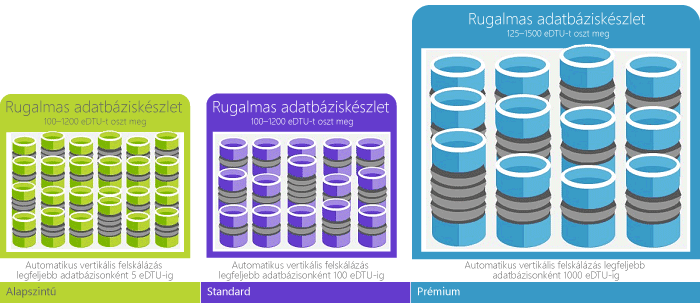 Rugalmas adatbáziskészlet
100–1200 eDTU-t oszt meg
Automatikus vertikális felskálázás
legfeljebb adatbázisonként 5 eDTU-ig
Alapszintű
Rugalmas adatbáziskészlet
100–1200 eDTU-t oszt meg
Automatikus vertikális felskálázás
legfeljebb adatbázisonként 100 eDTU-ig
Standard
Rugalmas adatbáziskészlet
125–1500 eDTU-t oszt meg
Automatikus vertikális felskálázás legfeljebb
adatbázisonként 1000 eDTU-ig
Prémium